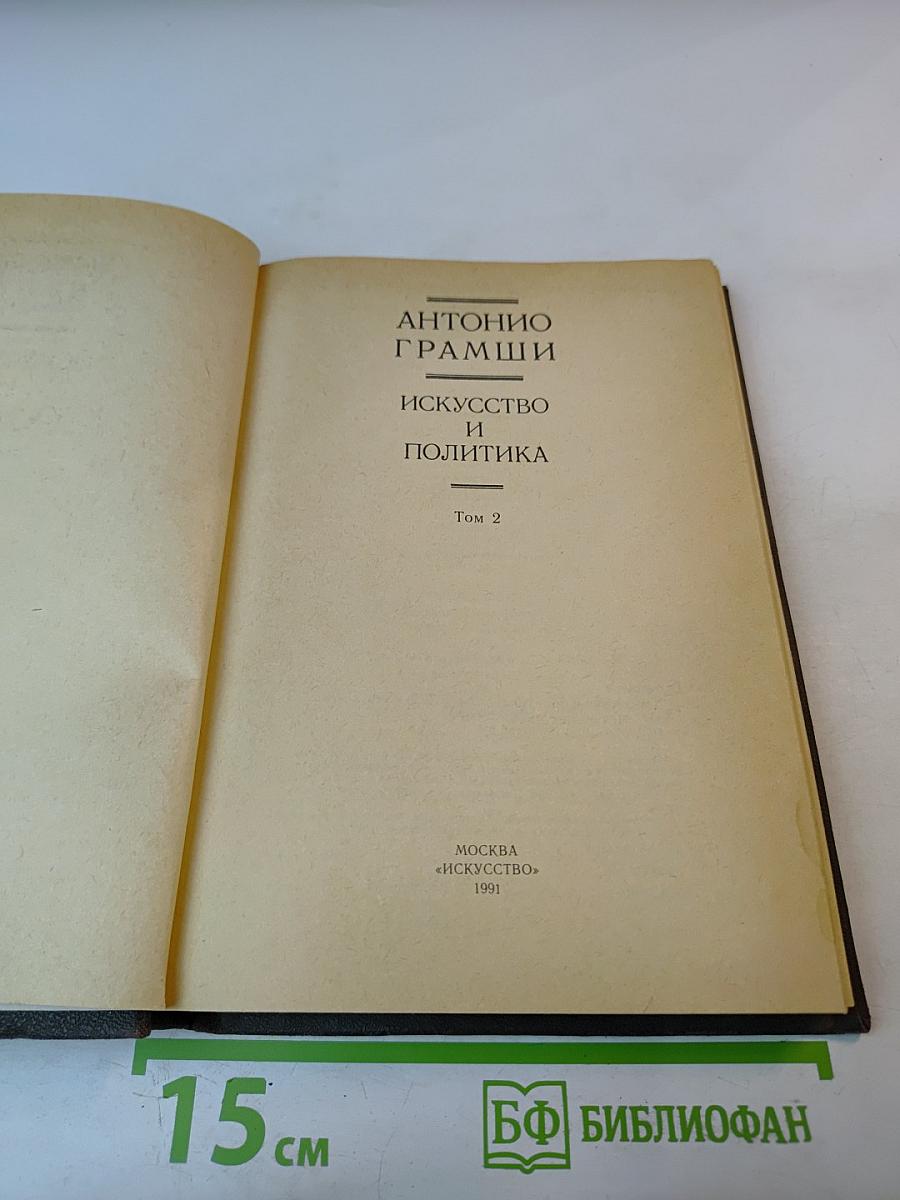 АНТОНИО
ГРАМШИ
ИСКУССТВО
И
ПОЛИТИКА
Том 2
МОСКВА
«ИСКУССТВО»
1991
15 см
БФ БИБЛИОФАН